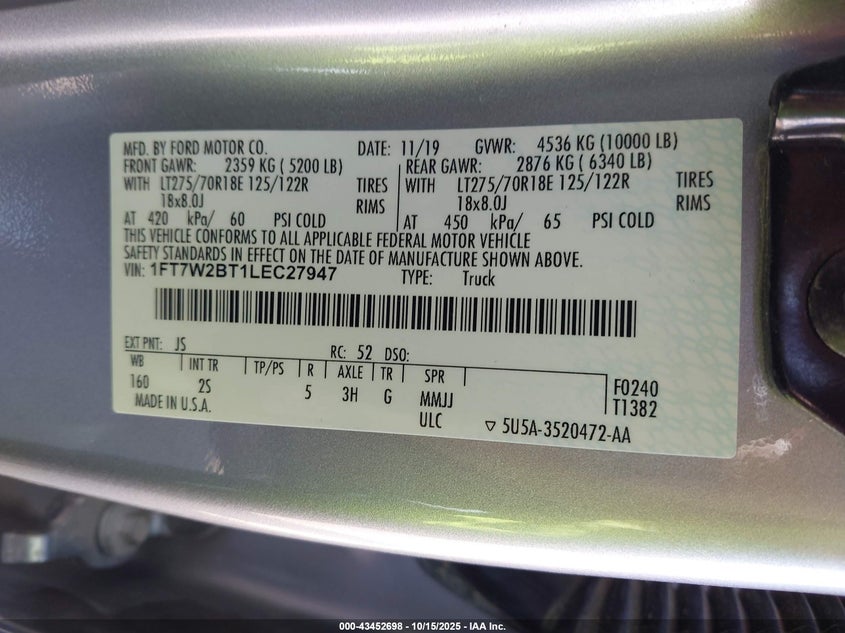 MFD. BY FORD MOTOR CO. DATE: 11/19 GVWR: 4536 KG (10000 LB)
FRONT GAWR: 2359 KG ( 5200 LB) REAR GAWR: 2876 KG ( 6340 LB)
WITH LT275/70R18E 125/122R TIRES WITH LT275/70R18E 125/122R TIRES
18x8.0J RIMS 18x8.0J RIMS
AT 420 kPa/ 60 PSI COLD AT 450 kPa/ 65 PSI COLD
THIS VEHICLE CONFORMS TO ALL APPLICABLE FEDERAL MOTOR VEHICLE
SAFETY STANDARDS IN EFFECT ON THE DATE OF MANUFACTURE SHOWN ABOVE.
VIN: 1FT7W2BT1LEC27947 TYPE: Truck
EXT PNT: JS RC: 52 DSO:
WB INT TR TP/PS R AXLE TR SPR
160 2S 5 3H G MMJJ F0240
MADE IN U.S.A. ULC T1382
▽ 5U5A-3520472-AA
000-43452698 - 10/15/2025 - IAA Inc.